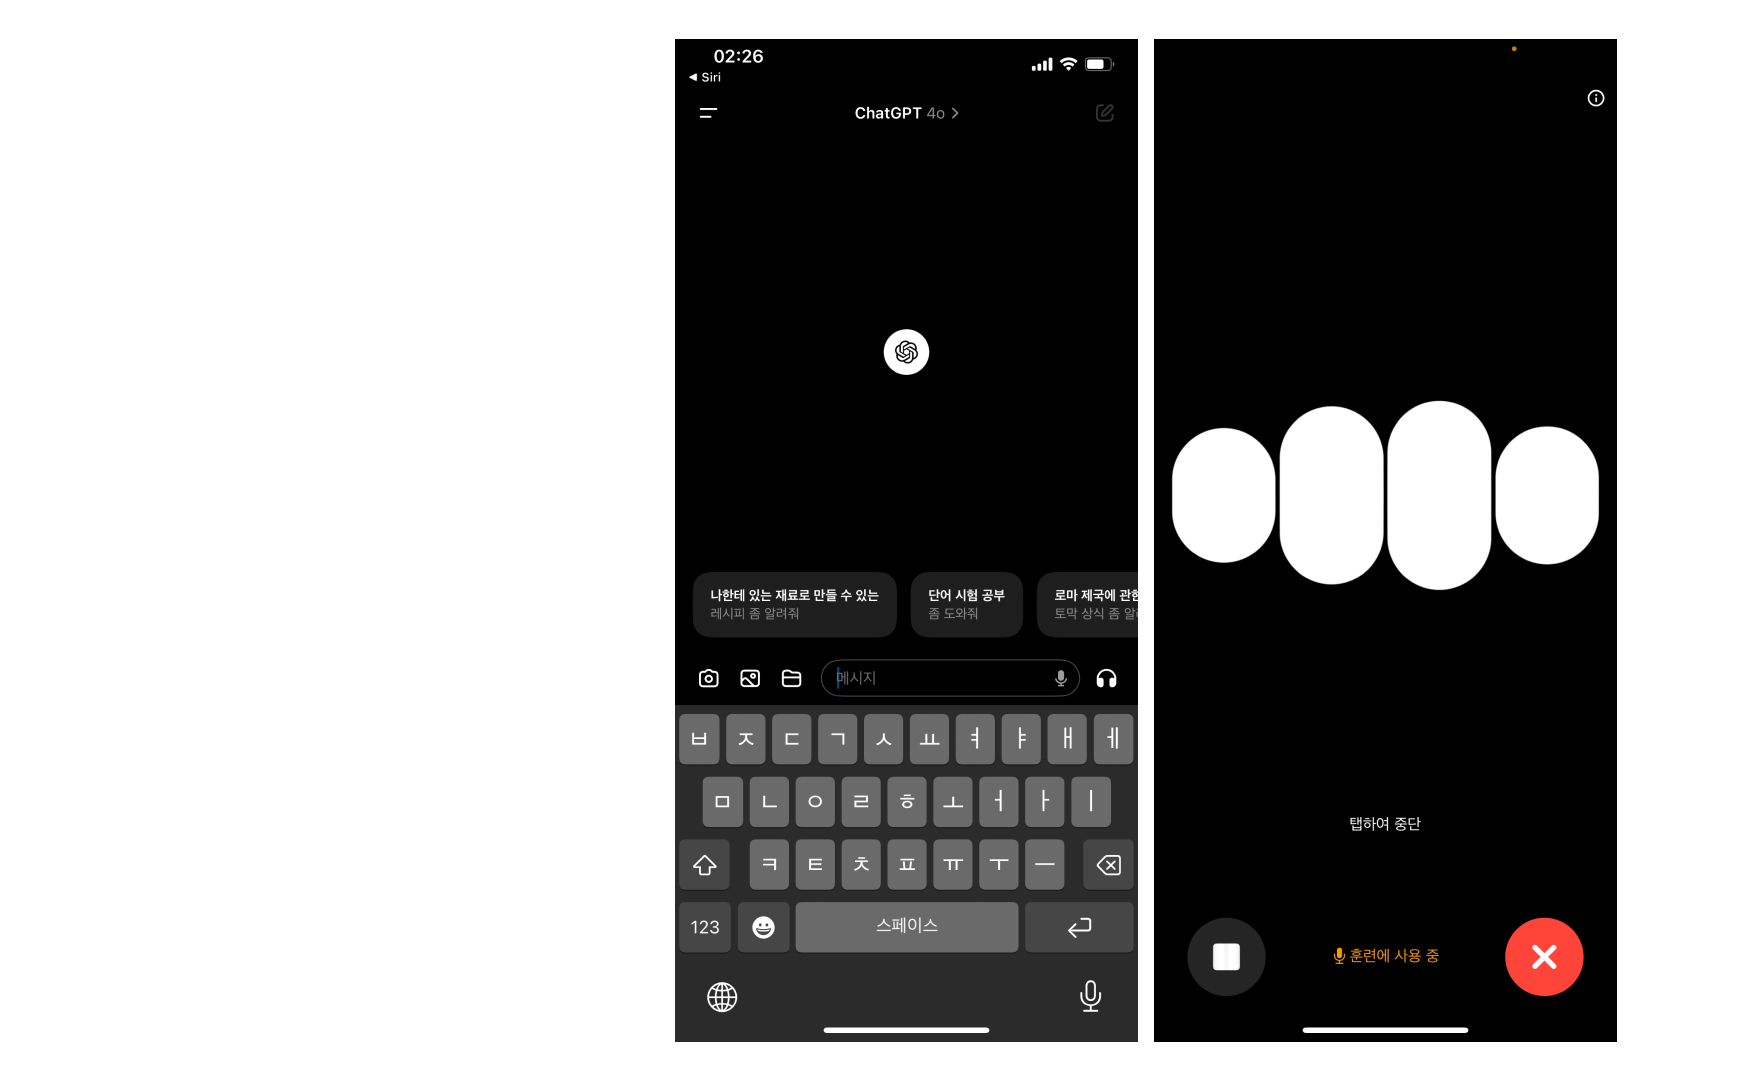 02:26
◀ Siri
ChatGPT 4o >
나한테 있는 재료로 만들 수 있는
레시피 좀 알려줘
단어 시험 공부
좀 도와줘
로마 제국에 관한
토막 상식 좀
메시지
ㅂ ㅈ ㄷ ㄱ ㅅ ㅛ ㅕ ㅑ ㅐ ㅔ
ㅁ ㄴ ㅇ ㄹ ㅎ ㅗ ㅓ ㅏ ㅣ
ㅋ ㅌ ㅊ ㅍ ㅠ ㅜ ㅡ
123 스페이스
탭하여 중단
훈련에 사용 중